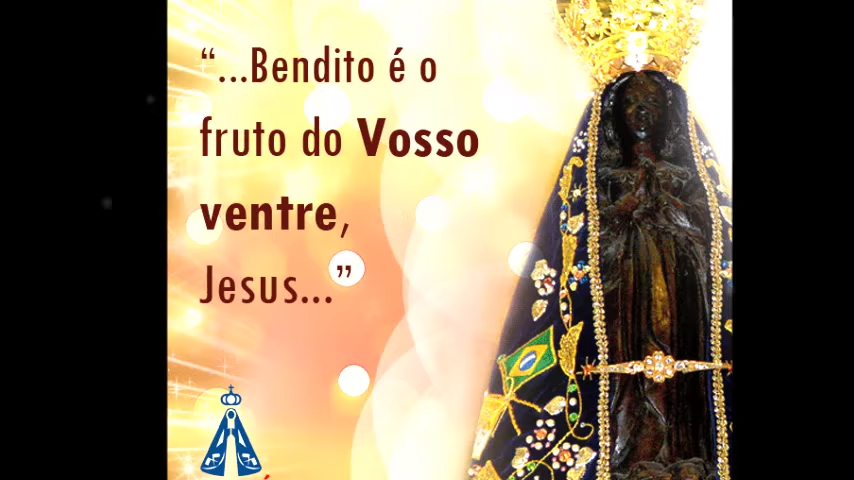 “...Bendito é o
fruto do Vosso
ventre,
Jesus...”